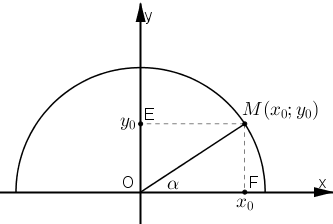 y
M(x₀; y₀)
y₀ E
O α F x
x₀